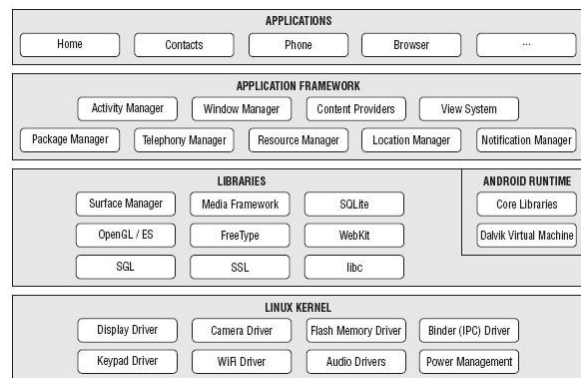 APPLICATIONS
Home Contacts Phone Browser ...
APPLICATION FRAMEWORK
Activity Manager Window Manager Content Providers View System
Package Manager Telephony Manager Resource Manager Location Manager Notification Manager
LIBRARIES
Surface Manager Media Framework SQLite
OpenGL / ES FreeType WebKit
SGL SSL libc
ANDROID RUNTIME
Core Libraries
Dalvik Virtual Machine
LINUX KERNEL
Display Driver Camera Driver Flash Memory Driver Binder (IPC) Driver
Keypad Driver WiFi Driver Audio Drivers Power Management